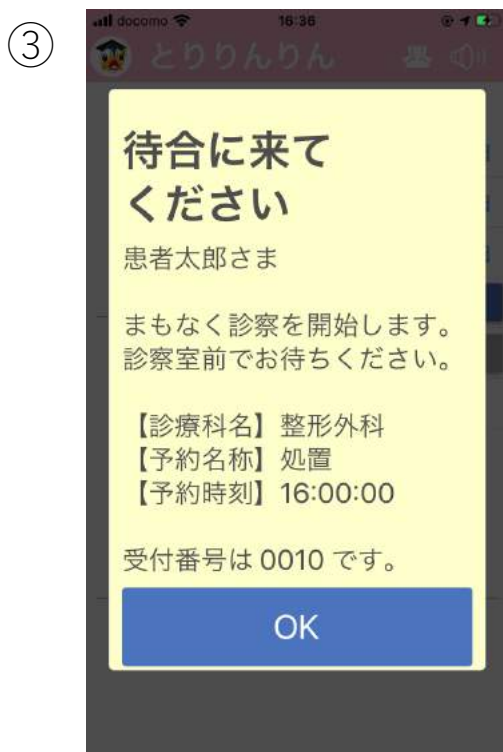 ③
docomo 16:36
とりりんりん
待合に来て
ください
患者太郎さま
まもなく診察を開始します。
診察室前でお待ちください。
【診療科名】整形外科
【予約名称】処置
【予約時刻】16:00:00
受付番号は 0010 です。
OK